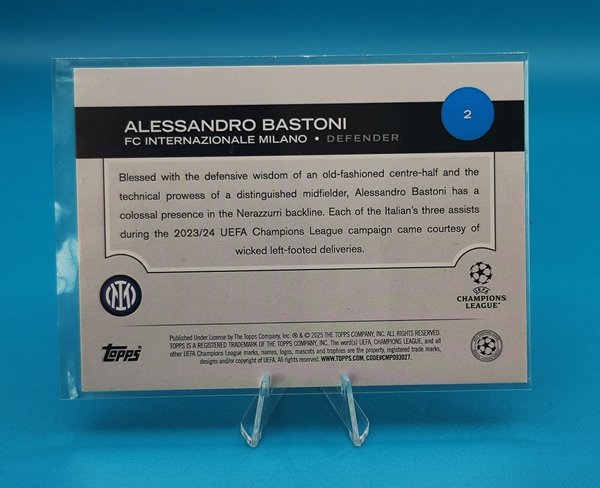 2
ALESSANDRO BASTONI
FC INTERNAZIONALE MILANO • DEFENDER
Blessed with the defensive wisdom of an old-fashioned centre-half and the
technical prowess of a distinguished midfielder, Alessandro Bastoni has a
colossal presence in the Nerazzurri backline. Each of the Italian's three assists
during the 2023/24 UEFA Champions League campaign came courtesy of
wicked left-footed deliveries.
UEFA
CHAMPIONS
LEAGUE
Topps
Published Under License by The Topps Company, Inc. ® & © 2025 THE TOPPS COMPANY, INC. ALL RIGHTS RESERVED.
TOPPS IS A REGISTERED TRADEMARK OF THE TOPPS COMPANY, INC. The word(s) UEFA, CHAMPIONS LEAGUE, and all
other UEFA Champions League marks, names, logos, mascots and trophies are the property, registered trade marks,
designs and/or copyright of UEFA. All rights reserved. WWW.TOPPS.COM. CODE#CMP093027.